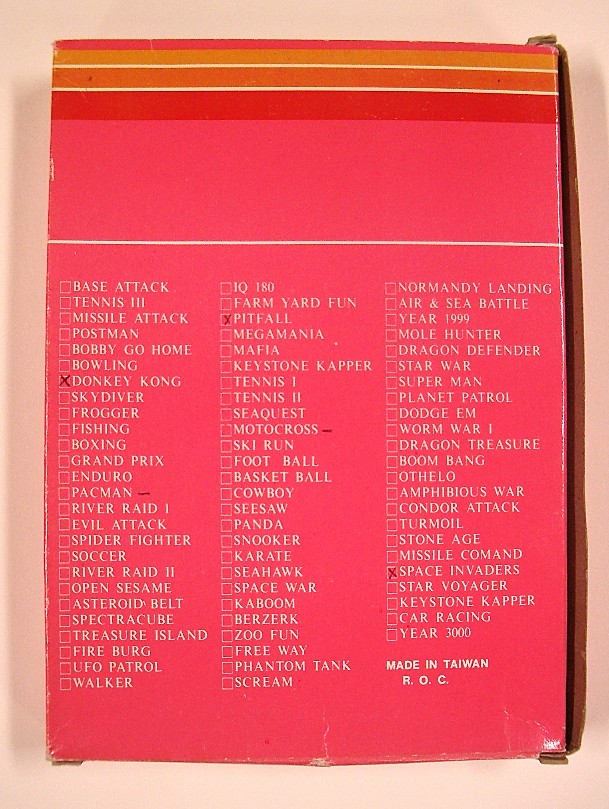 BASE ATTACK
TENNIS III
MISSILE ATTACK
POSTMAN
BOBBY GO HOME
BOWLING
X DONKEY KONG
SKYDIVER
FROGGER
FISHING
BOXING
GRAND PRIX
ENDURO
PACMAN –
RIVER RAID I
EVIL ATTACK
SPIDER FIGHTER
SOCCER
RIVER RAID II
OPEN SESAME
ASTEROID BELT
SPECTRACUBE
TREASURE ISLAND
FIRE BURG
UFO PATROL
WALKER
IQ 180
FARM YARD FUN
X PITFALL
MEGAMANIA
MAFIA
KEYSTONE KAPPER
TENNIS I
TENNIS II
SEAQUEST
MOTOCROSS –
SKI RUN
FOOT BALL
BASKET BALL
COWBOY
SEESAW
PANDA
SNOOKER
KARATE
SEAHAWK
SPACE WAR
KABOOM
BERZERK
ZOO FUN
FREE WAY
PHANTOM TANK
SCREAM
NORMANDY LANDING
AIR & SEA BATTLE
YEAR 1999
MOLE HUNTER
DRAGON DEFENDER
STAR WAR
SUPER MAN
PLANET PATROL
DODGE EM
WORM WAR I
DRAGON TREASURE
BOOM BANG
OTHELO
AMPHIBIOUS WAR
CONDOR ATTACK
TURMOIL
STONE AGE
MISSILE COMAND
X SPACE INVADERS
STAR VOYAGER
KEYSTONE KAPPER
CAR RACING
YEAR 3000
MADE IN TAIWAN
R. O. C.